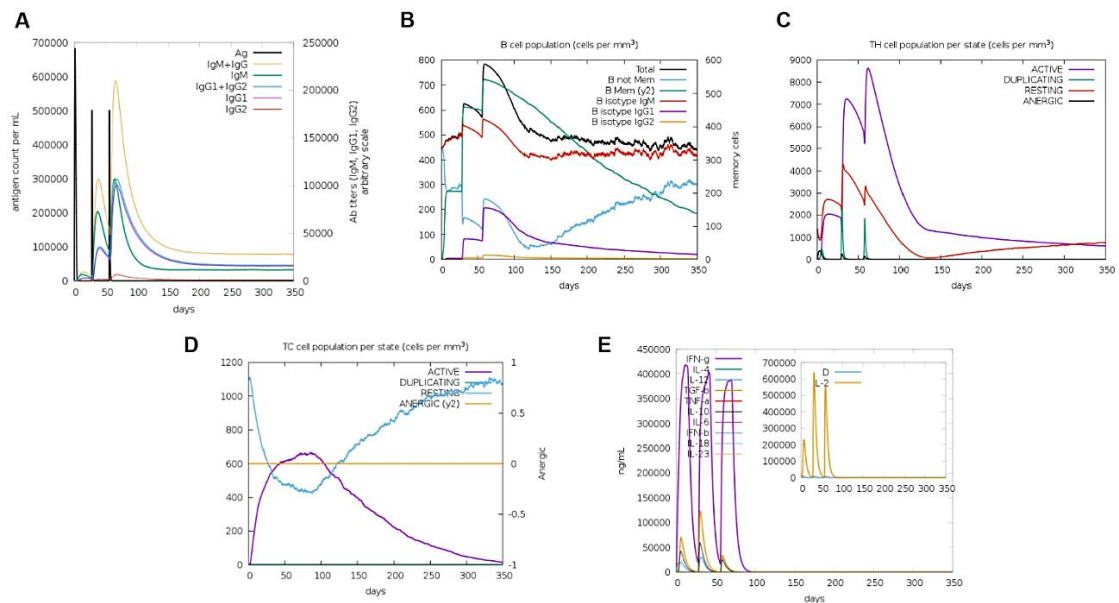 A
antigen count per mL
700000
600000
500000
400000
300000
200000
100000
0
Ag
IgM+IgG
IgM
IgG1+IgG2
IgG1
IgG2
250000
200000
150000
100000
50000
0
Ab titers (IgM, IgG1, IgG2)
arbitrary scale
0 50 100 150 200 250 300 350
days
B
B cell population (cells per mm³)
800
700
600
500
400
300
200
100
0
Total
B not Mem
B Mem (y2)
B isotype IgM
B isotype IgG1
B isotype IgG2
600
500
400
300
200
100
0
memory cells
0 50 100 150 200 250 300 350
days
C
TH cell population per state (cells per mm³)
9000
8000
7000
6000
5000
4000
3000
2000
1000
0
ACTIVE
DUPLICATING
RESTING
ANERGIC
0 50 100 150 200 250 300 350
days
D
TC cell population per state (cells per mm³)
1200
1000
800
600
400
200
0
ACTIVE
DUPLICATING
RESTING
ANERGIC (y2)
1
0.5
0
-0.5
-1
Anergic
0 50 100 150 200 250 300 350
days
E
ng/mL
450000
400000
350000
300000
250000
200000
150000
100000
50000
0
IFN-g
IL-4
IL-12
TGF-b
TNF-a
IL-10
IL-6
IFN-b
IL-18
IL-23
700000
600000
500000
400000
300000
200000
100000
0
D
IL-2
0 50 100 150 200 250 300 350
0 50 100 150 200 250 300 350
days